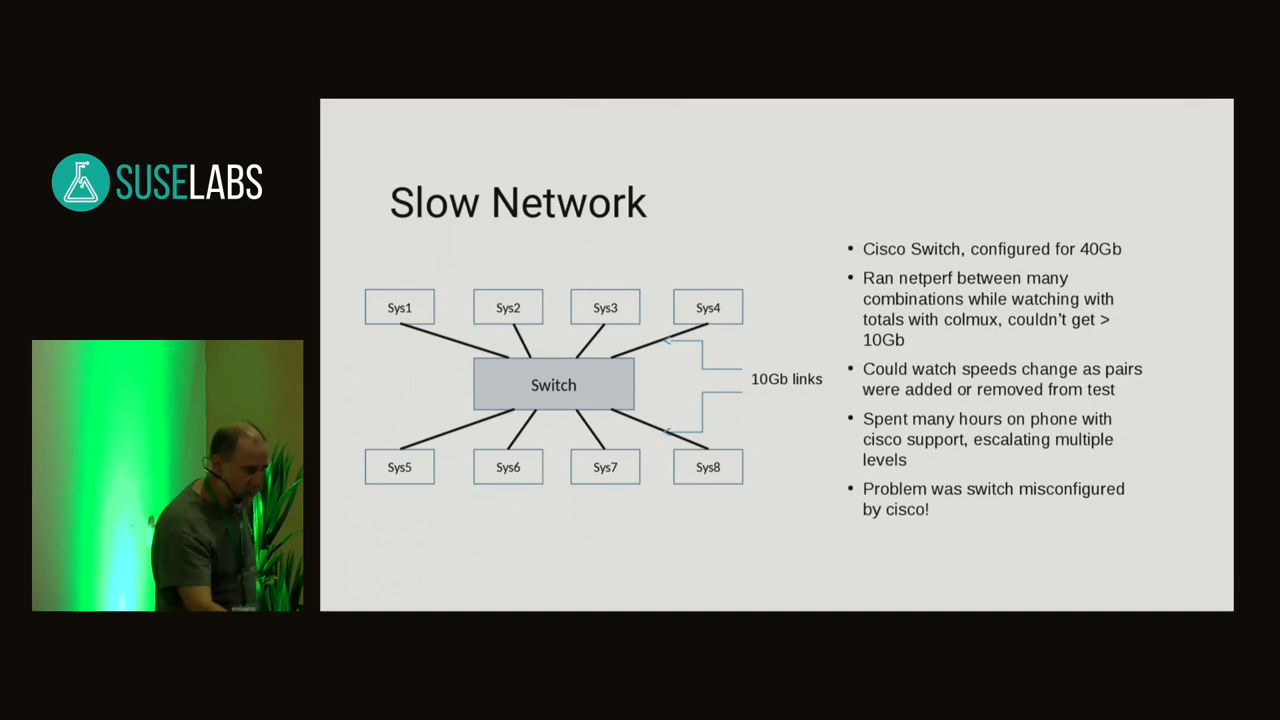 SUSELABS
Slow Network
Sys1
Sys2
Sys3
Sys4
Switch
10Gb links
Sys5
Sys6
Sys7
Sys8
• Cisco Switch, configured for 40Gb
• Ran netperf between many
combinations while watching with
totals with colmux, couldn't get >
10Gb
• Could watch speeds change as pairs
were added or removed from test
• Spent many hours on phone with
cisco support, escalating multiple
levels
• Problem was switch misconfigured
by cisco!